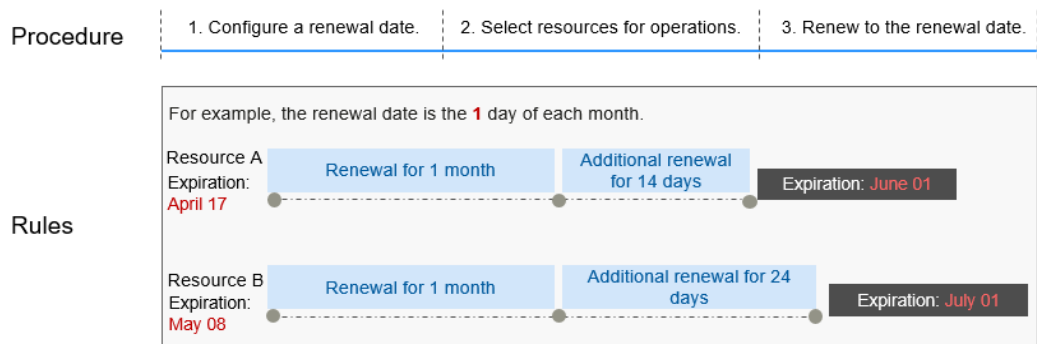 Procedure
1. Configure a renewal date.
2. Select resources for operations.
3. Renew to the renewal date.
For example, the renewal date is the 1 day of each month.
Rules
Resource A
Expiration:
April 17
Renewal for 1 month
Additional renewal
for 14 days
Expiration: June 01
Resource B
Expiration:
May 08
Renewal for 1 month
Additional renewal for 24
days
Expiration: July 01